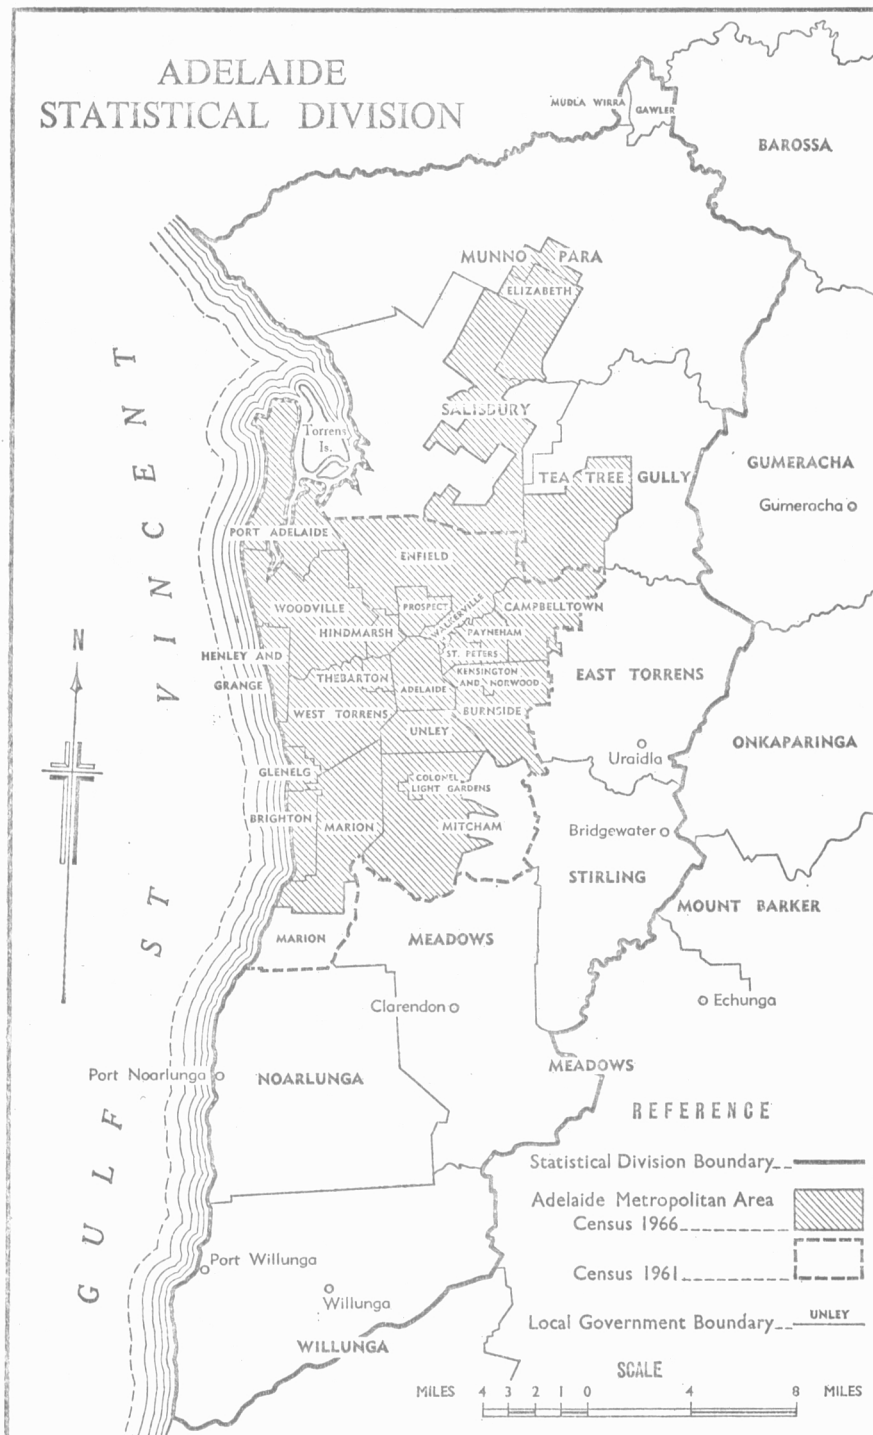 ADELAIDE
STATISTICAL DIVISION
MUDLA WIRRA
GAWLER
BAROSSA
MUNNO PARA
ELIZABETH
SALISBURY
Torrens
Is.
TEA TREE GULLY
GUMERACHA
Gumeracha
PORT ADELAIDE
ENFIELD
WOODVILLE
PROSPECT
WALKERVILLE
CAMPBELLTOWN
HINDMARSH
PAYNEHAM
ST. PETERS
HENLEY AND
GRANGE
THEBARTON
KENSINGTON
AND NORWOOD
EAST TORRENS
ADELAIDE
WEST TORRENS
BURNSIDE
UNLEY
ONKAPARINGA
Uraidla
GLENELG
COLONEL
LIGHT GARDENS
BRIGHTON
MARION
MITCHAM
Bridgewater
STIRLING
MOUNT BARKER
MARION
MEADOWS
Echunga
Clarendon
MEADOWS
Port Noarlunga
NOARLUNGA
Port Willunga
Willunga
WILLUNGA
GULF ST VINCENT
N
REFERENCE
Statistical Division Boundary
Adelaide Metropolitan Area
Census 1966
Census 1961
Local Government Boundary UNLEY
SCALE
MILES 4 3 2 1 0 4 8 MILES